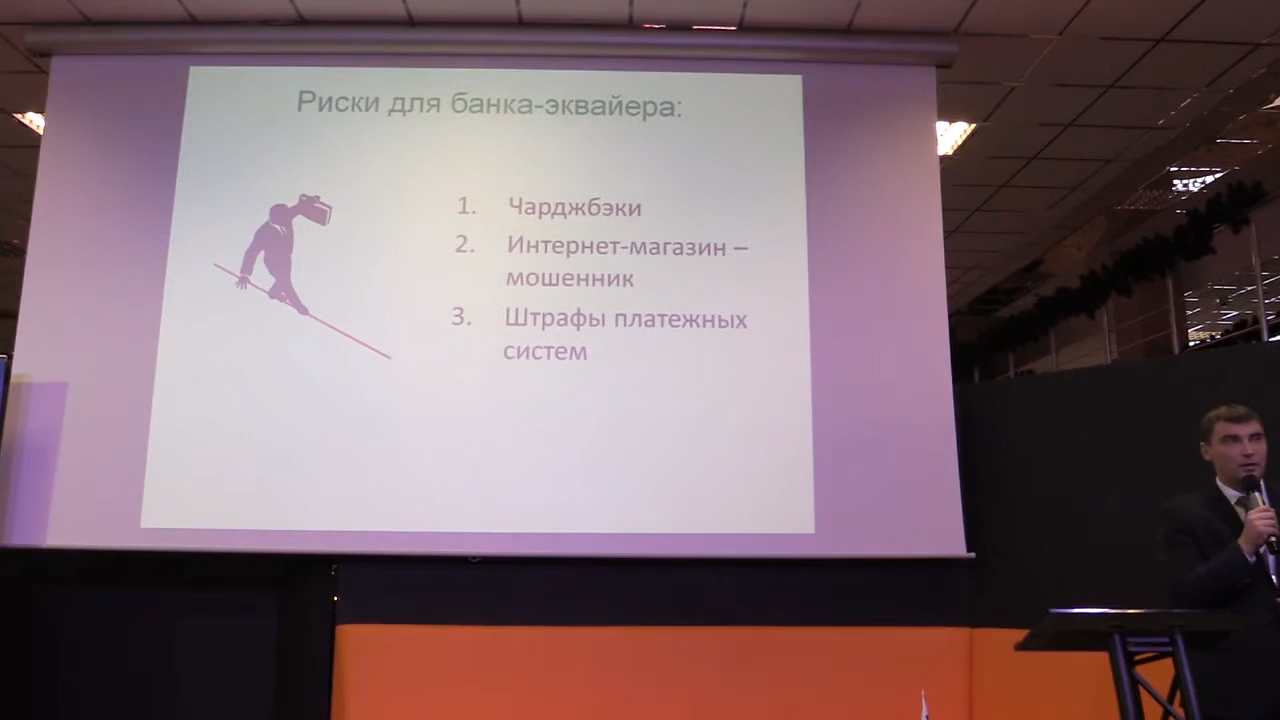 Риски для банка-эквайера:
1. Чарджбэки
2. Интернет-магазин –
мошенник
3. Штрафы платежных
систем